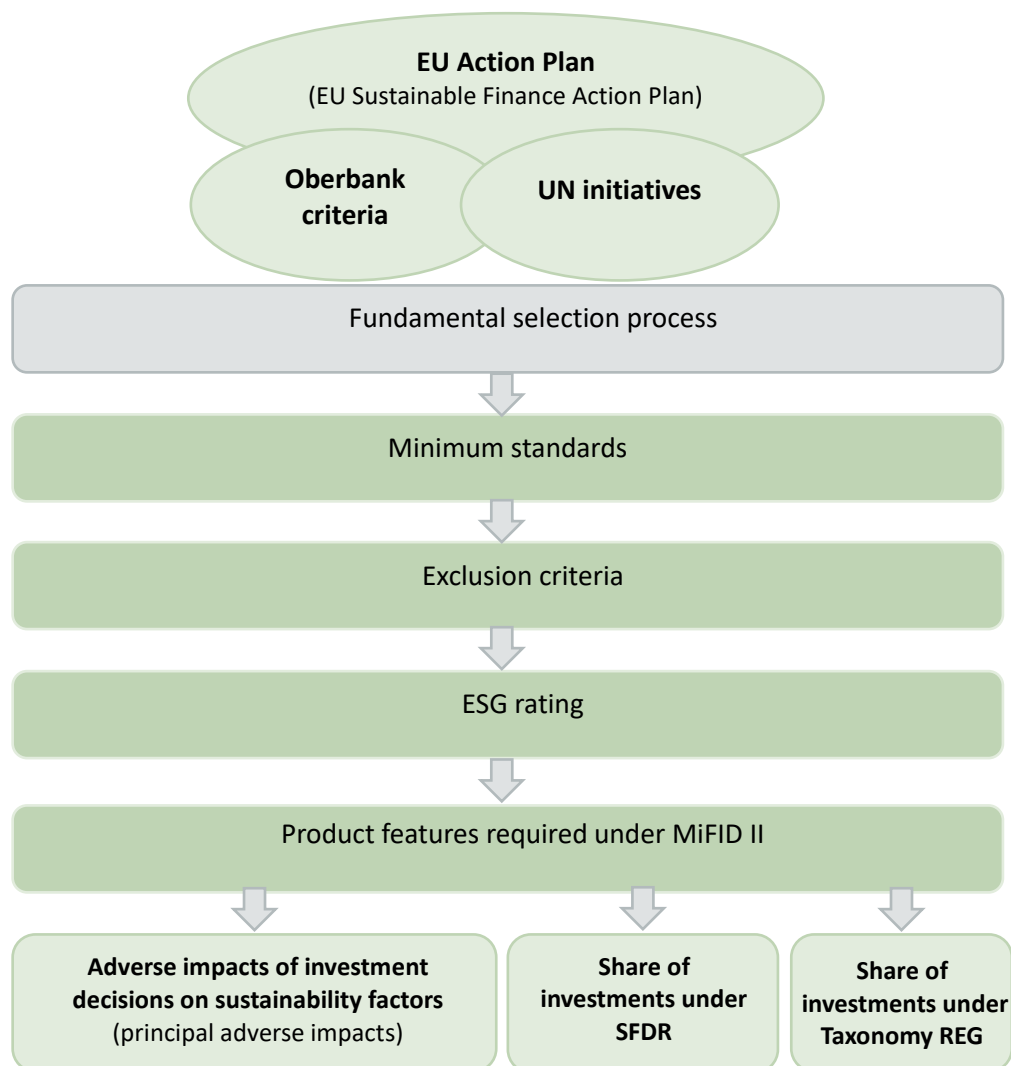 EU Action Plan
(EU Sustainable Finance Action Plan)
Oberbank
criteria
UN initiatives
Fundamental selection process
Minimum standards
Exclusion criteria
ESG rating
Product features required under MiFID II
Adverse impacts of investment
decisions on sustainability factors
(principal adverse impacts)
Share of
investments under
SFDR
Share of
investments under
Taxonomy REG